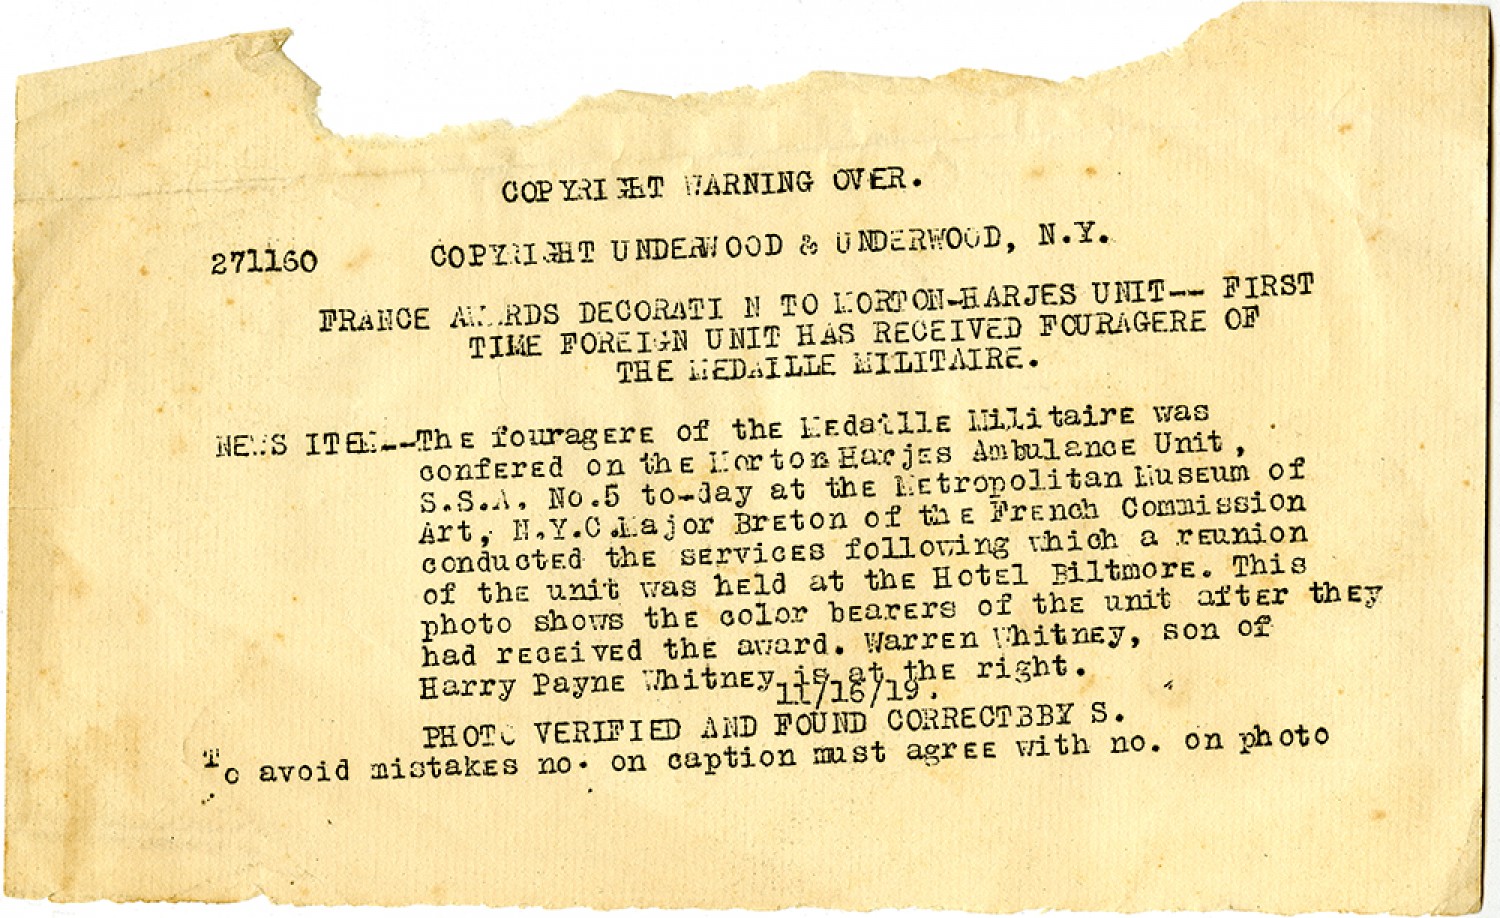 COPYRIGHT WARNING OVER.
271160 COPYRIGHT UNDERWOOD & UNDERWOOD, N.Y.
FRANCE AWARDS DECORATI N TO MORTON-HARJES UNIT-- FIRST
TIME FOREIGN UNIT HAS RECEIVED FOURAGERE OF
THE MEDAILLE MILITAIRE.
NEWS ITEM--The fouragere of the Medaille Militaire was
confered on the Morton Harjes Ambulance Unit,
S.S.A. No.5 to-day at the Metropolitan Museum of
Art, N.Y.C.Major Breton of the French Commission
conducted the services following which a reunion
of the unit was held at the Hotel Biltmore. This
photo shows the color bearers of the unit after they
had received the award. Warren Whitney, son of
Harry Payne Whitney is at the right.
11/16/19.
PHOTO VERIFIED AND FOUND CORRECTBBY S.
To avoid mistakes no. on caption must agree with no. on photo